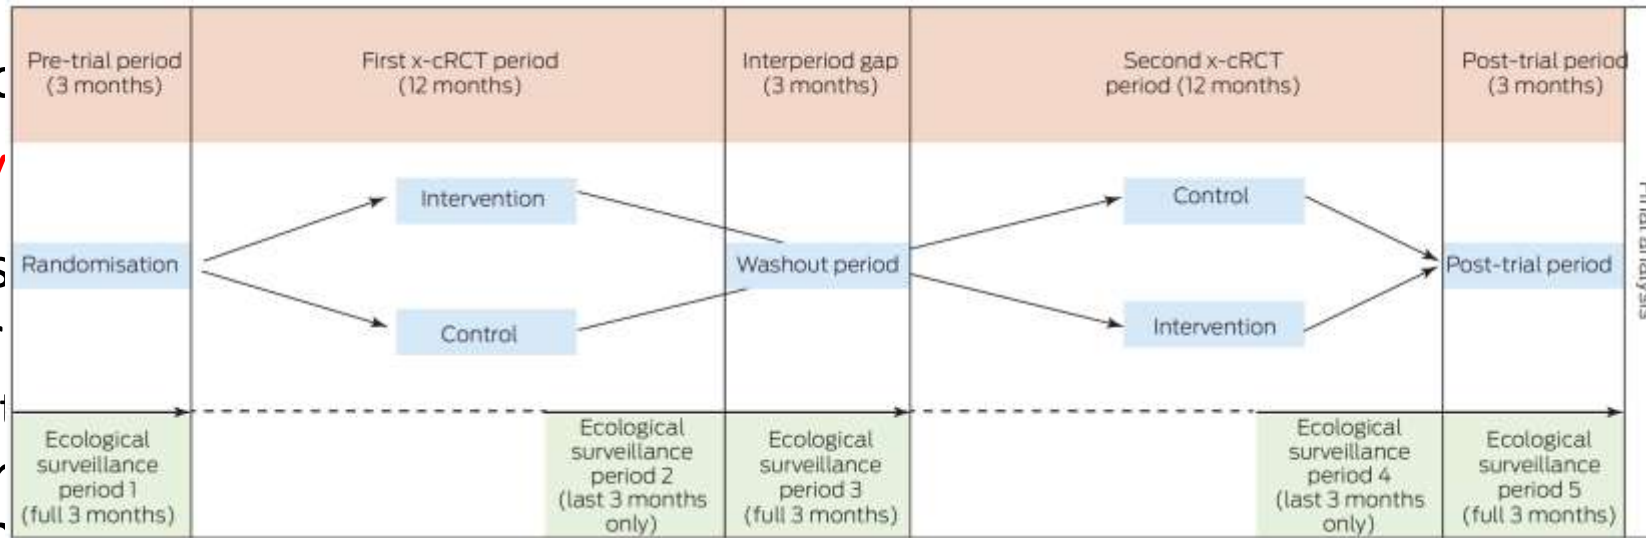 Pre-trial period
(3 months)
First x-cRCT period
(12 months)
Interperiod gap
(3 months)
Second x-cRCT
period (12 months)
Post-trial period
(3 months)
Intervention
Control
Randomisation
Washout period
Post-trial period
Control
Intervention
Ecological
surveillance
period 1
(full 3 months)
Ecological
surveillance
period 2
(last 3 months
only)
Ecological
surveillance
period 3
(full 3 months)
Ecological
surveillance
period 4
(last 3 months
only)
Ecological
surveillance
period 5
(full 3 months)
analysis